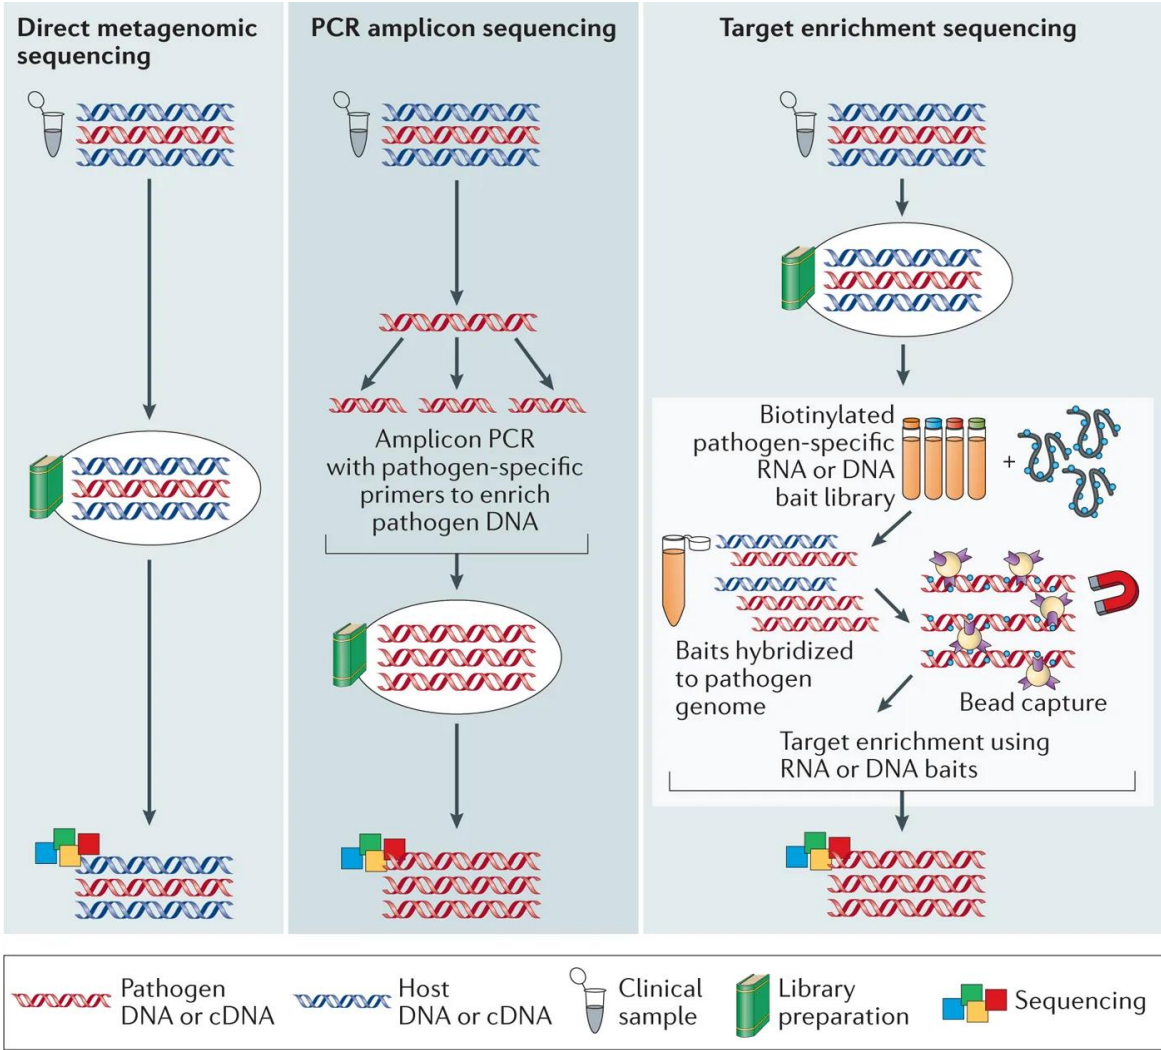 Direct metagenomic
sequencing
PCR amplicon sequencing
Target enrichment sequencing
Amplicon PCR
with pathogen-specific
primers to enrich
pathogen DNA
Biotinylated
pathogen-specific
RNA or DNA
bait library
+
Baits hybridized
to pathogen
genome
Bead capture
Target enrichment using
RNA or DNA baits
Pathogen
DNA or cDNA
Host
DNA or cDNA
Clinical
sample
Library
preparation
Sequencing